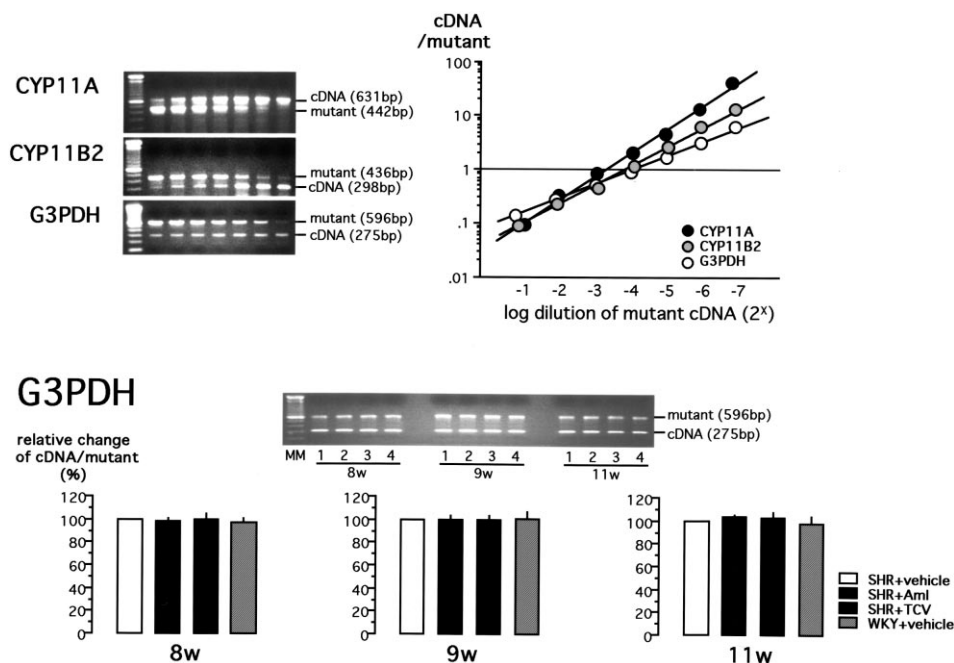 CYP11A
cDNA (631bp)
mutant (442bp)
CYP11B2
mutant (436bp)
cDNA (298bp)
G3PDH
mutant (596bp)
cDNA (275bp)
cDNA
/mutant
100
10
1
.1
.01
CYP11A
CYP11B2
G3PDH
-1 -2 -3 -4 -5 -6 -7
log dilution of mutant cDNA (2ˣ)
G3PDH
mutant (596bp)
cDNA (275bp)
MM 1 2 3 4 1 2 3 4 1 2 3 4
8w 9w 11w
relative change
of cDNA/mutant
(%)
120
100
80
60
40
20
0
8w
120
100
80
60
40
20
0
9w
120
100
80
60
40
20
0
11w
SHR+vehicle
SHR+Aml
SHR+TCV
WKY+vehicle